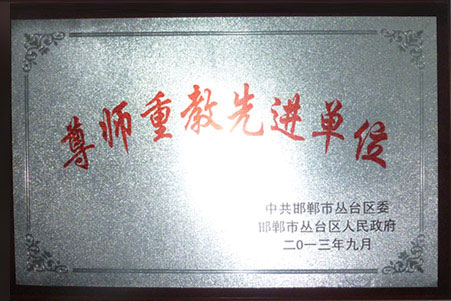 尊师重教先进单位
中共邯郸市丛台区委
邯郸市丛台区人民政府
二0一三年九月